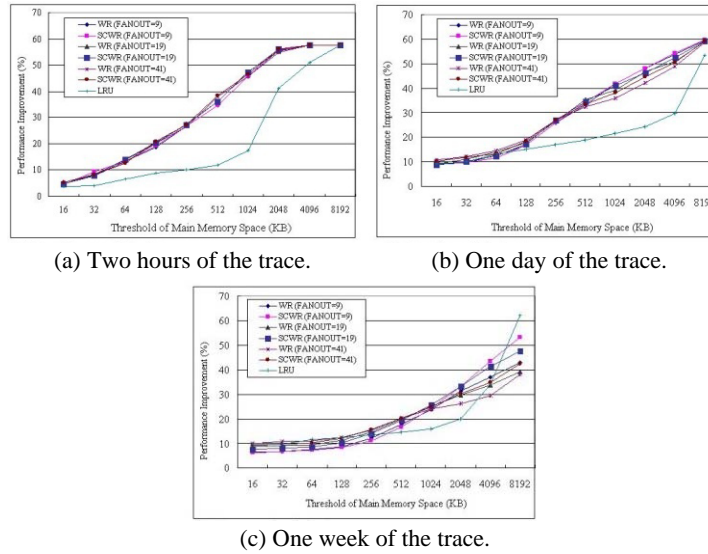 WR (FANOUT=9)
SCWR (FANOUT=9)
WR (FANOUT=19)
SCWR (FANOUT=19)
WR (FANOUT=41)
SCWR (FANOUT=41)
LRU
Performance Improvement (%)
70
60
50
40
30
20
10
0
16 32 64 128 256 512 1024 2048 4096 8192
Threshold of Main Memory Space (KB)
(a) Two hours of the trace.
WR (FANOUT=9)
SCWR (FANOUT=9)
WR (FANOUT=19)
SCWR (FANOUT=19)
WR (FANOUT=41)
SCWR (FANOUT=41)
LRU
Performance Improvement (%)
70
60
50
40
30
20
10
0
16 32 64 128 256 512 1024 2048 4096 8192
Threshold of Main Memory Space (KB)
(b) One day of the trace.
WR (FANOUT=9)
SCWR (FANOUT=9)
WR (FANOUT=19)
SCWR (FANOUT=19)
WR (FANOUT=41)
SCWR (FANOUT=41)
LRU
Performance Improvement (%)
70
60
50
40
30
20
10
0
16 32 64 128 256 512 1024 2048 4096 8192
Threshold of Main Memory Space (KB)
(c) One week of the trace.